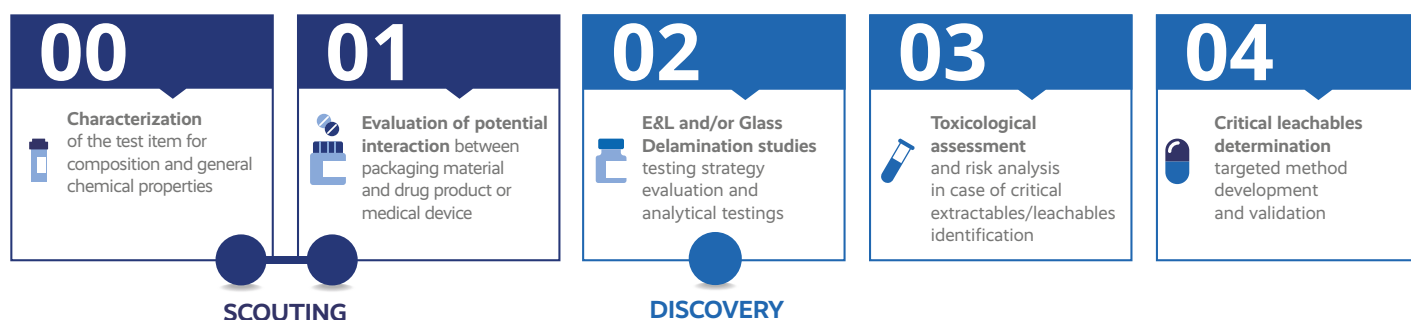 00
Characterization
of the test item for
composition and general
chemical properties
01
Evaluation of potential
interaction between
packaging material
and drug product or
medical device
02
E&L and/or Glass
Delamination studies
testing strategy
evaluation and
analytical testings
03
Toxicological
assessment
and risk analysis
in case of critical
extractables/leachables
identification
04
Critical leachables
determination
targeted method
development
and validation
SCOUTING
DISCOVERY